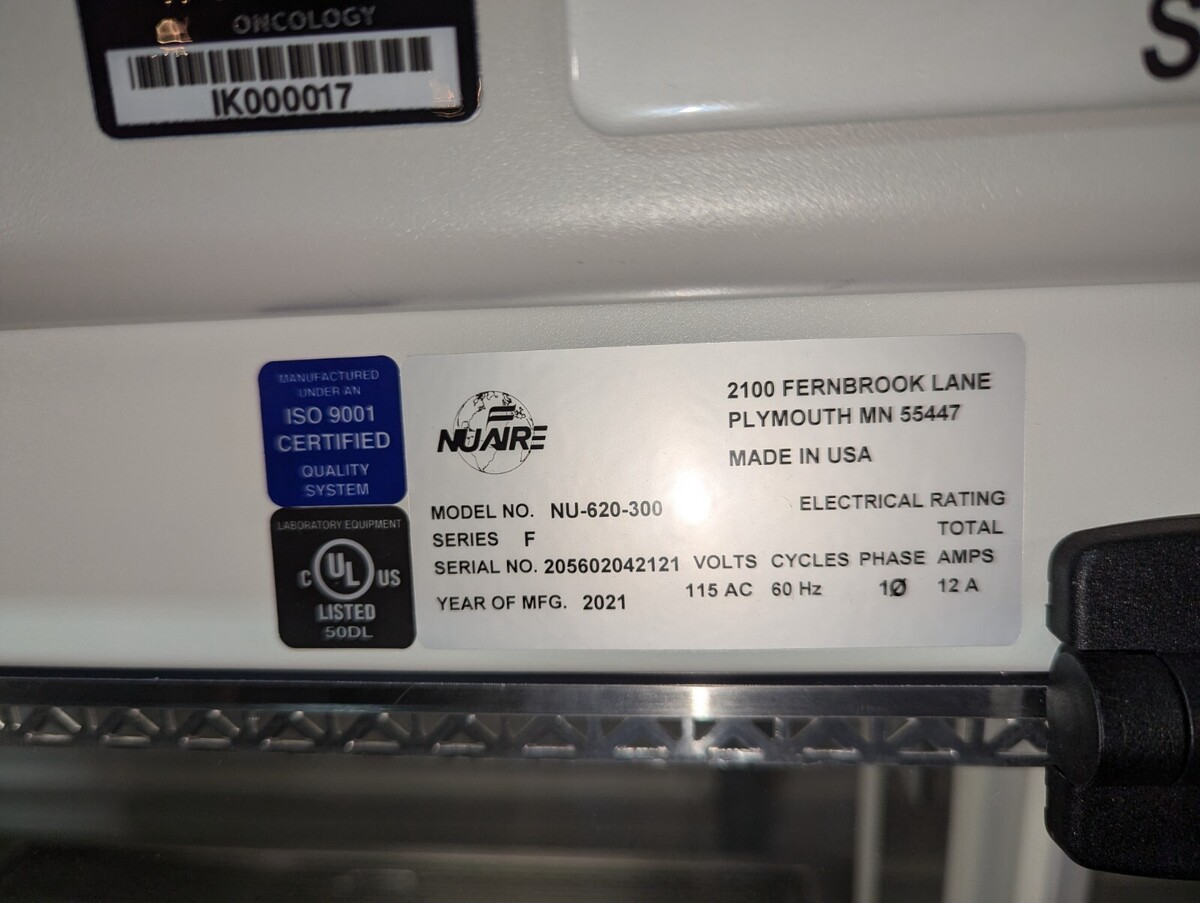 ONCOLOGY
IK000017
S
MANUFACTURED
UNDER AN
ISO 9001
CERTIFIED
QUALITY
SYSTEM
LABORATORY EQUIPMENT
C UL US
LISTED
50DL
NUAIRE
2100 FERNBROOK LANE
PLYMOUTH MN 55447
MADE IN USA
MODEL NO. NU-620-300
SERIES F
SERIAL NO. 205602042121
YEAR OF MFG. 2021
ELECTRICAL RATING
TOTAL
VOLTS CYCLES PHASE AMPS
115 AC 60 Hz 1Ø 12 A